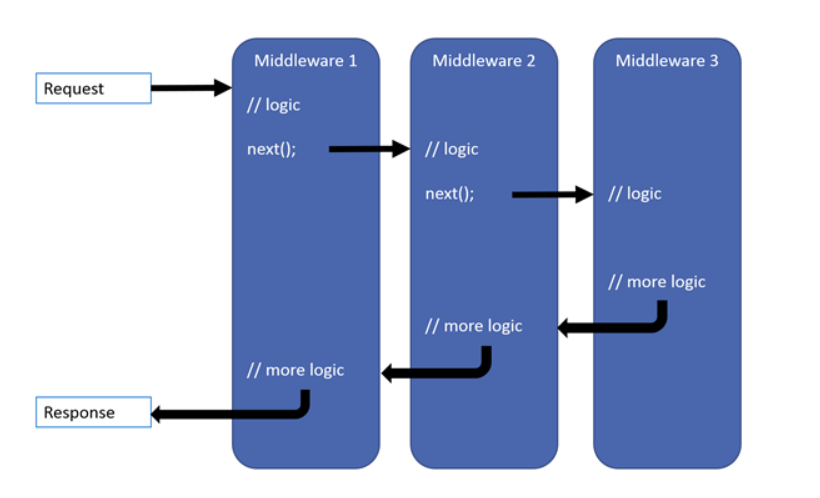 Middleware 1
Middleware 2
Middleware 3
Request
// logic
next();
// logic
next();
// logic
// more logic
// more logic
// more logic
Response